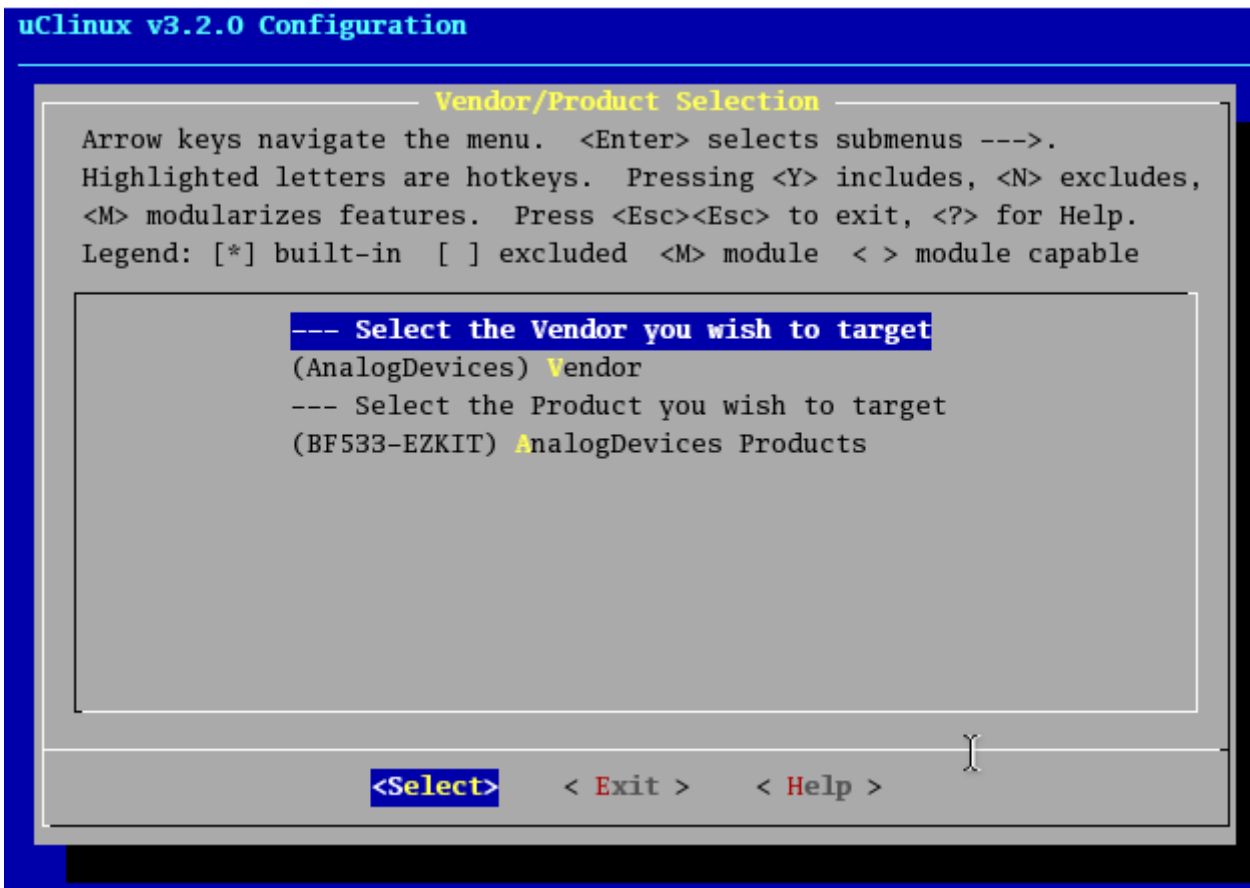 uClinux v3.2.0 Configuration
Vendor/Product Selection
Arrow keys navigate the menu.  <Enter> selects submenus --->.
Highlighted letters are hotkeys.  Pressing <Y> includes, <N> excludes,
<M> modularizes features.  Press <Esc><Esc> to exit, <?> for Help.
Legend: [*] built-in  [ ] excluded  <M> module  < > module capable
--- Select the Vendor you wish to target
(AnalogDevices) Vendor
--- Select the Product you wish to target
(BF533-EZKIT) AnalogDevices Products
<Select>    < Exit >    < Help >